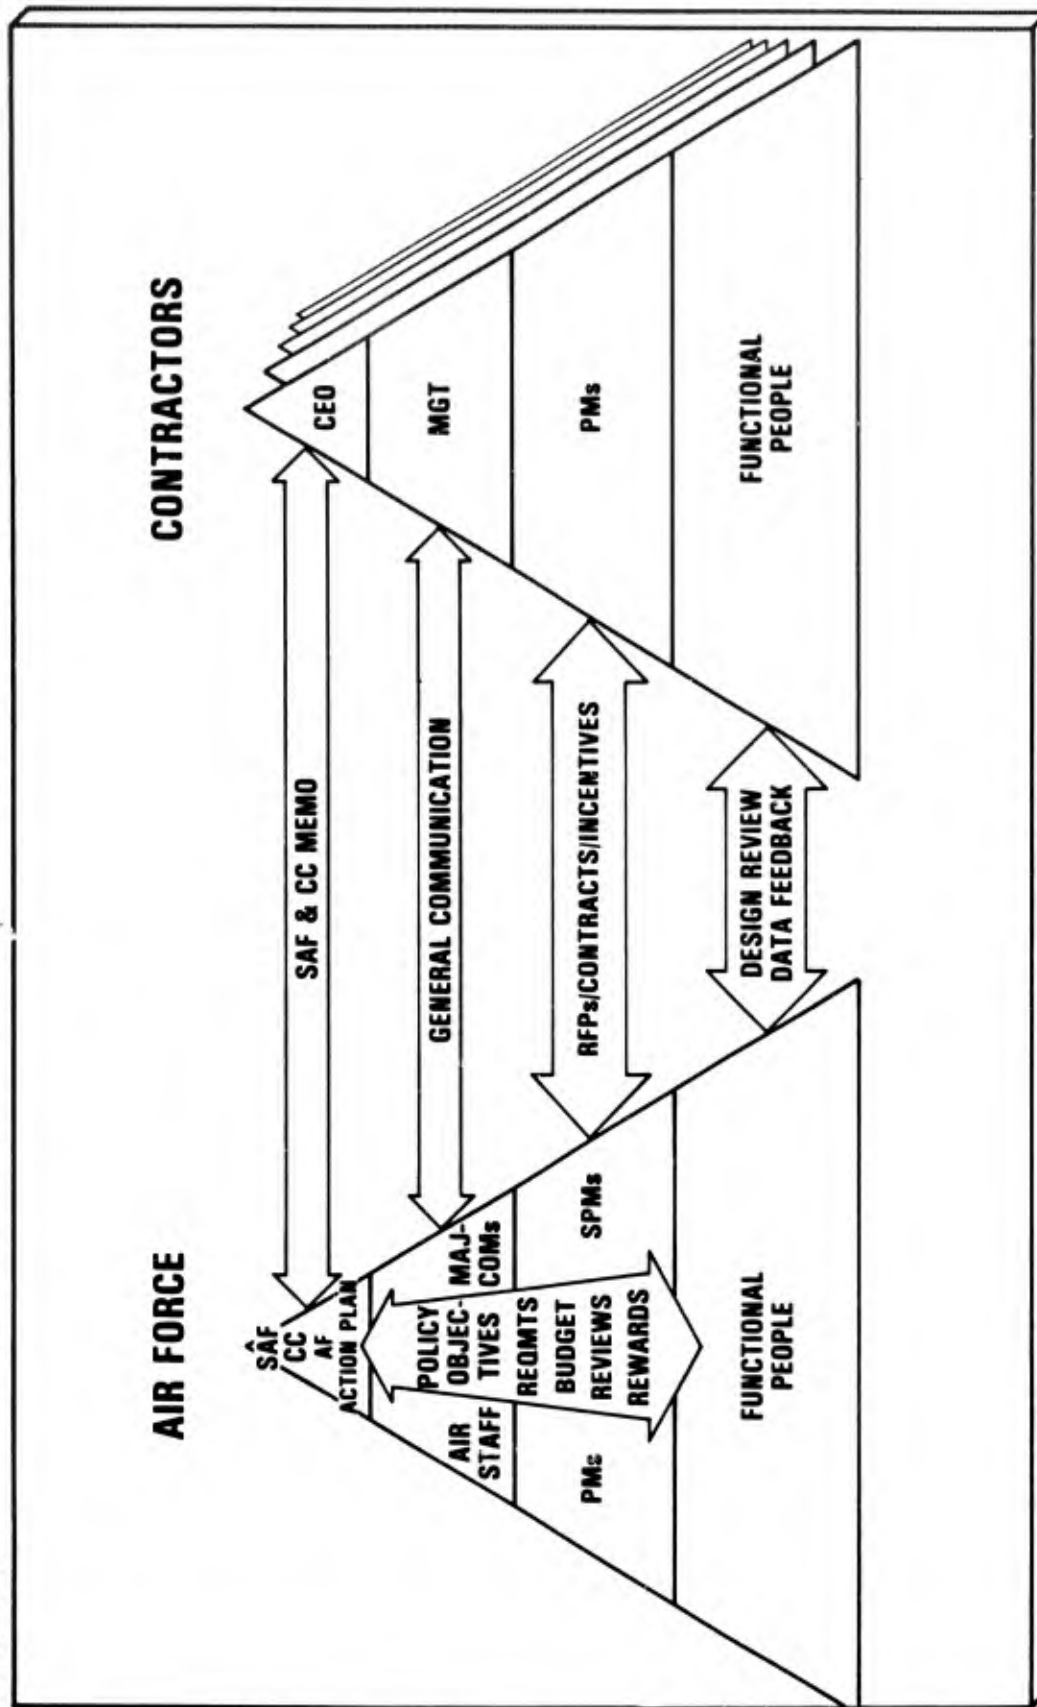 AIR FORCE
CONTRACTORS
SAF
CC
AF
ACTION PLAN
SAF & CC MEMO
CEO
AIR
STAFF
POLICY
OBJEC-
TIVES
MAJ-
COMs
GENERAL COMMUNICATION
MGT
PMs
REQMTS
BUDGET
REVIEWS
REWARDS
SPMs
RFPs/CONTRACTS/INCENTIVES
PMs
FUNCTIONAL
PEOPLE
DESIGN REVIEW
DATA FEEDBACK
FUNCTIONAL
PEOPLE